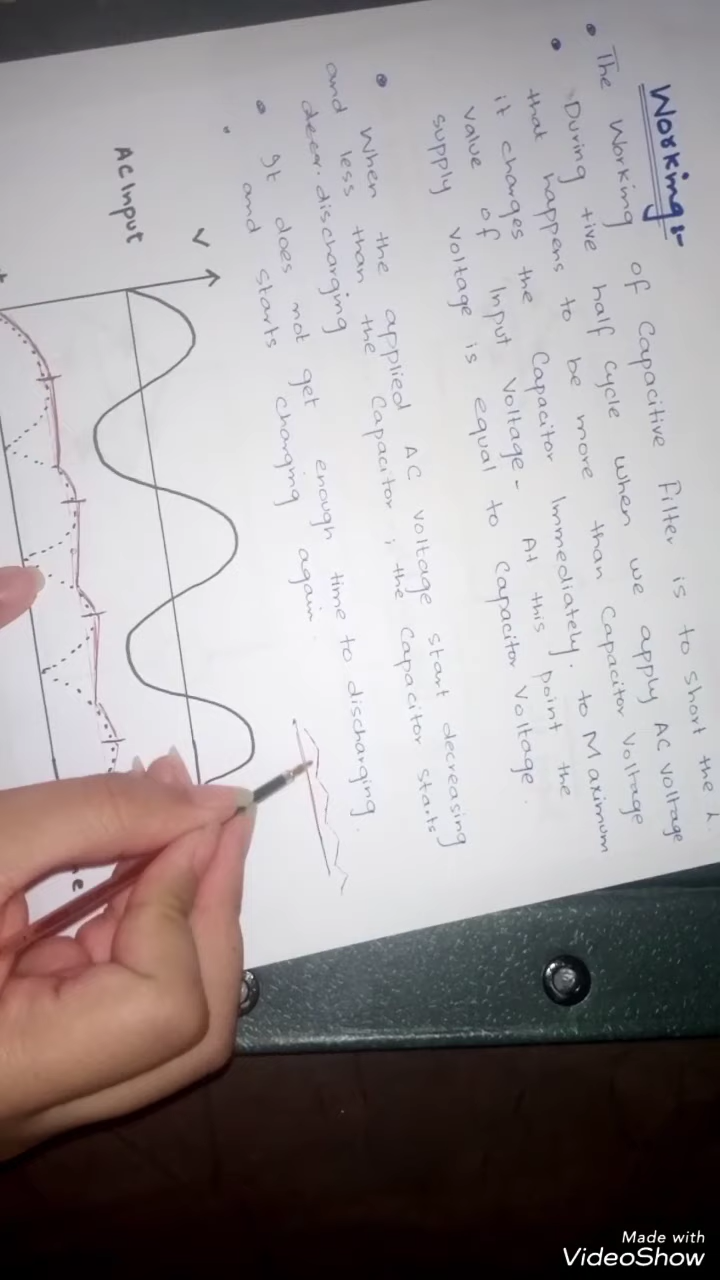 Working:-
• The Working of Capacitive Filter is to short the
• During tive half cycle when we apply AC voltage
that happens to be more than Capacitor Voltage
it charges the Capacitor Immediately. to Maximum
value of Input Voltage - At this point the
supply Voltage is equal to Capacitor Voltage.
• When the applied AC voltage start decreasing
and less than the Capacitor ; the Capacitor starts
discharging
• It does not get enough time to discharging.
and starts charging again.
V
AC Input
Made with
VideoShow